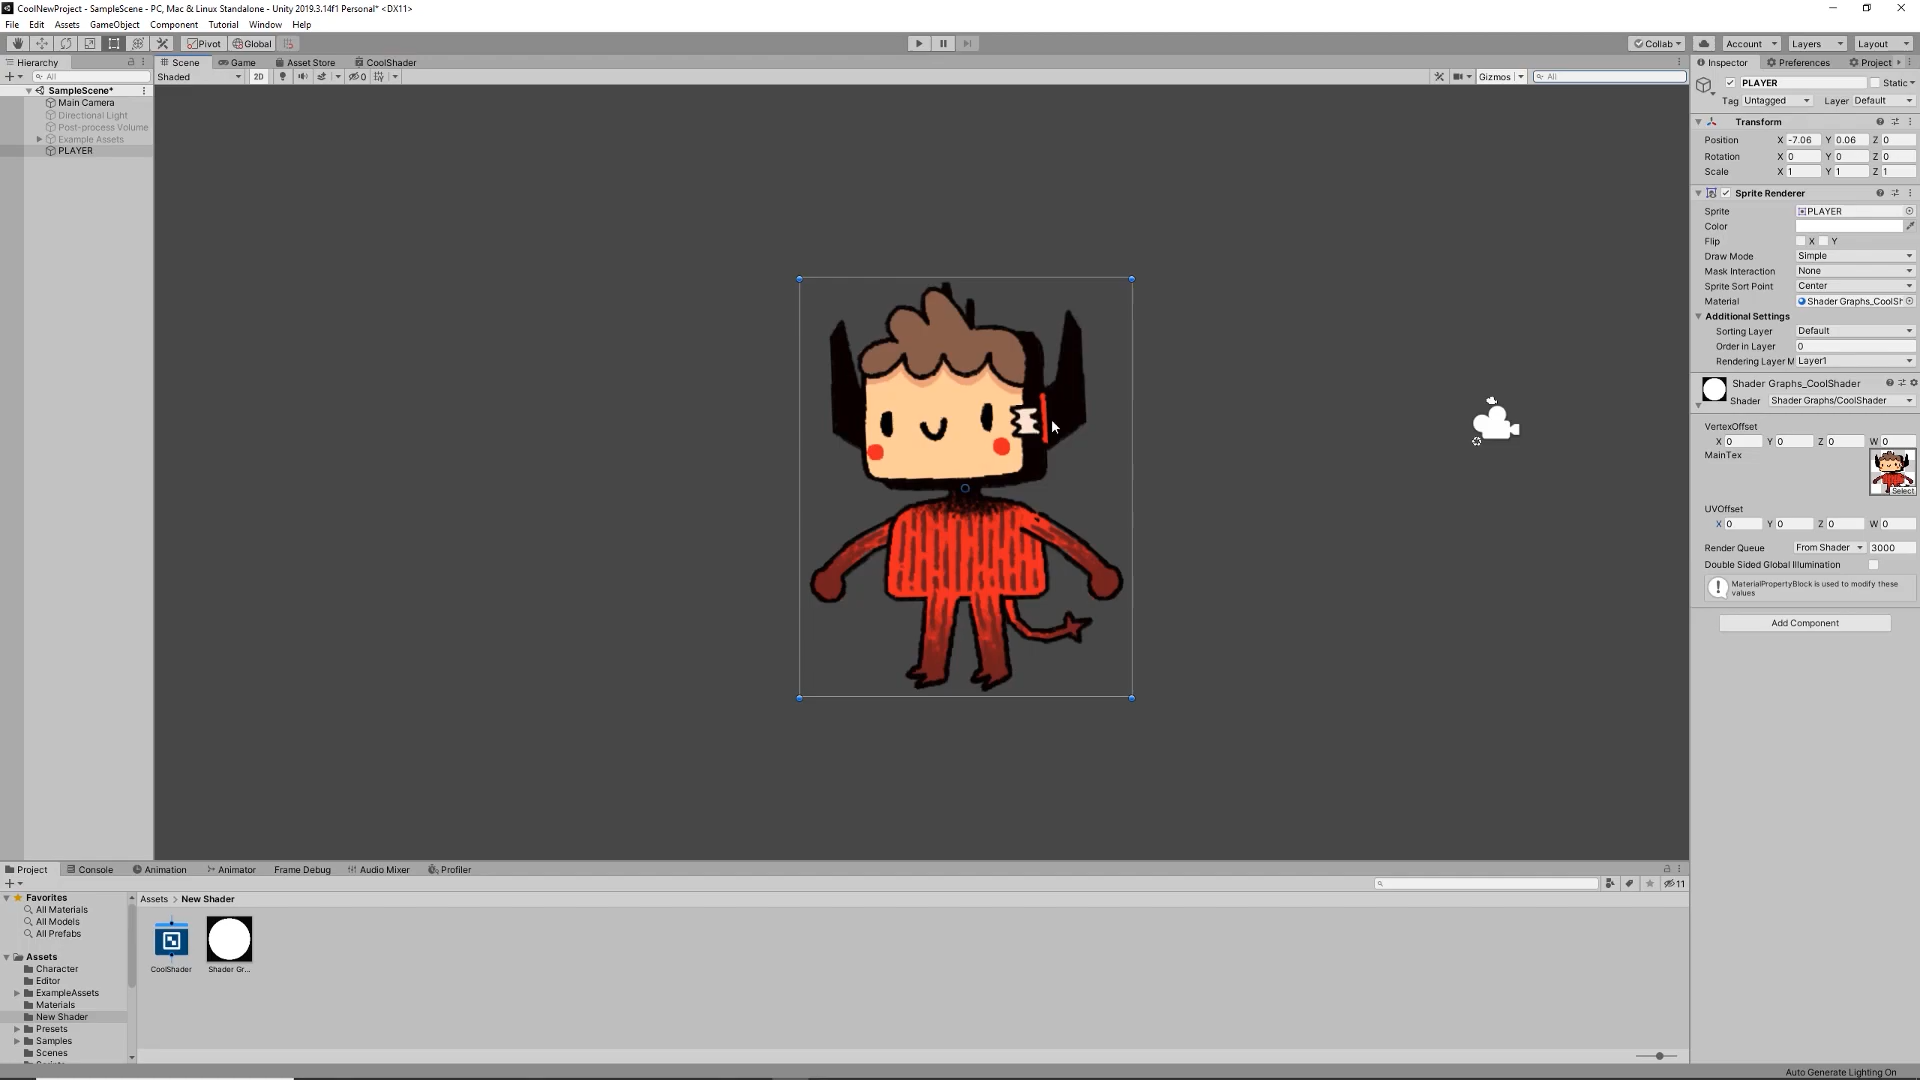 CoolNewProject - SampleScene - PC, Mac & Linux Standalone - Unity 2019.3.14f1 Personal* <DX11>
File Edit Assets GameObject Component Tutorial Window Help
Pivot Global Collab Account Layers Layout
Hierarchy Scene Game Asset Store CoolShader Inspector Preferences Project
All Shaded 2D 0 Gizmos All
SampleScene*
Main Camera
Directional Light
Post-process Volume
Example Assets
PLAYER
PLAYER Static
Tag Untagged Layer Default
Transform
Position X -7.06 Y 0.06 Z 0
Rotation X 0 Y 0 Z 0
Scale X 1 Y 1 Z 1
Sprite Renderer
Sprite PLAYER
Color
Flip X Y
Draw Mode Simple
Mask Interaction None
Sprite Sort Point Center
Material Shader Graphs_CoolSh
Additional Settings
Sorting Layer Default
Order in Layer 0
Rendering Layer M Layer1
Shader Graphs_CoolShader
Shader Shader Graphs/CoolShader
VertexOffset
X 0 Y 0 Z 0 W 0
MainTex
Select
UVOffset
X 0 Y 0 Z 0 W 0
Render Queue From Shader 3000
Double Sided Global Illumination
MaterialPropertyBlock is used to modify these
values
Add Component
Project Console Animation Animator Frame Debug Audio Mixer Profiler
11
Favorites
All Materials
All Models
All Prefabs
Assets
Character
Editor
ExampleAssets
Materials
New Shader
Presets
Samples
Scenes
Assets > New Shader
CoolShader Shader Gr...
Auto Generate Lighting On